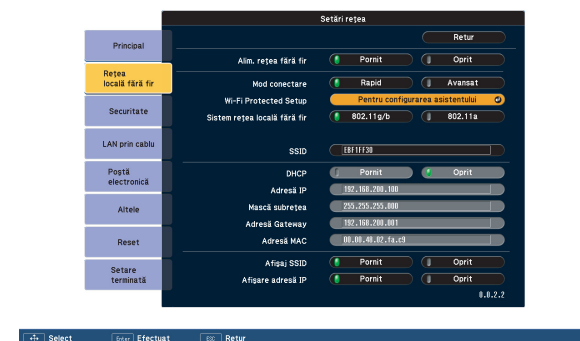 Setări rețea
Retur
Principal
Alim. rețea fără fir Pornit Oprit
Rețea
locală fără fir
Mod conectare Rapid Avansat
Wi-Fi Protected Setup Pentru configurarea asistentului
Securitate
Sistem rețea locală fără fir 802.11g/b 802.11a
LAN prin cablu
SSID EBF1FF30
Poștă
electronică
DHCP Pornit Oprit
Adresă IP 192.168.200.100
Altele
Mască subrețea 255.255.255.000
Adresă Gateway 192.168.200.001
Reset
Adresă MAC 00.80.48.02.fa.c9
Setare
terminată
Afișaj SSID Pornit Oprit
Afișare adresă IP Pornit Oprit
0.0.2.2
Select Enter Efectuat ESC Retur